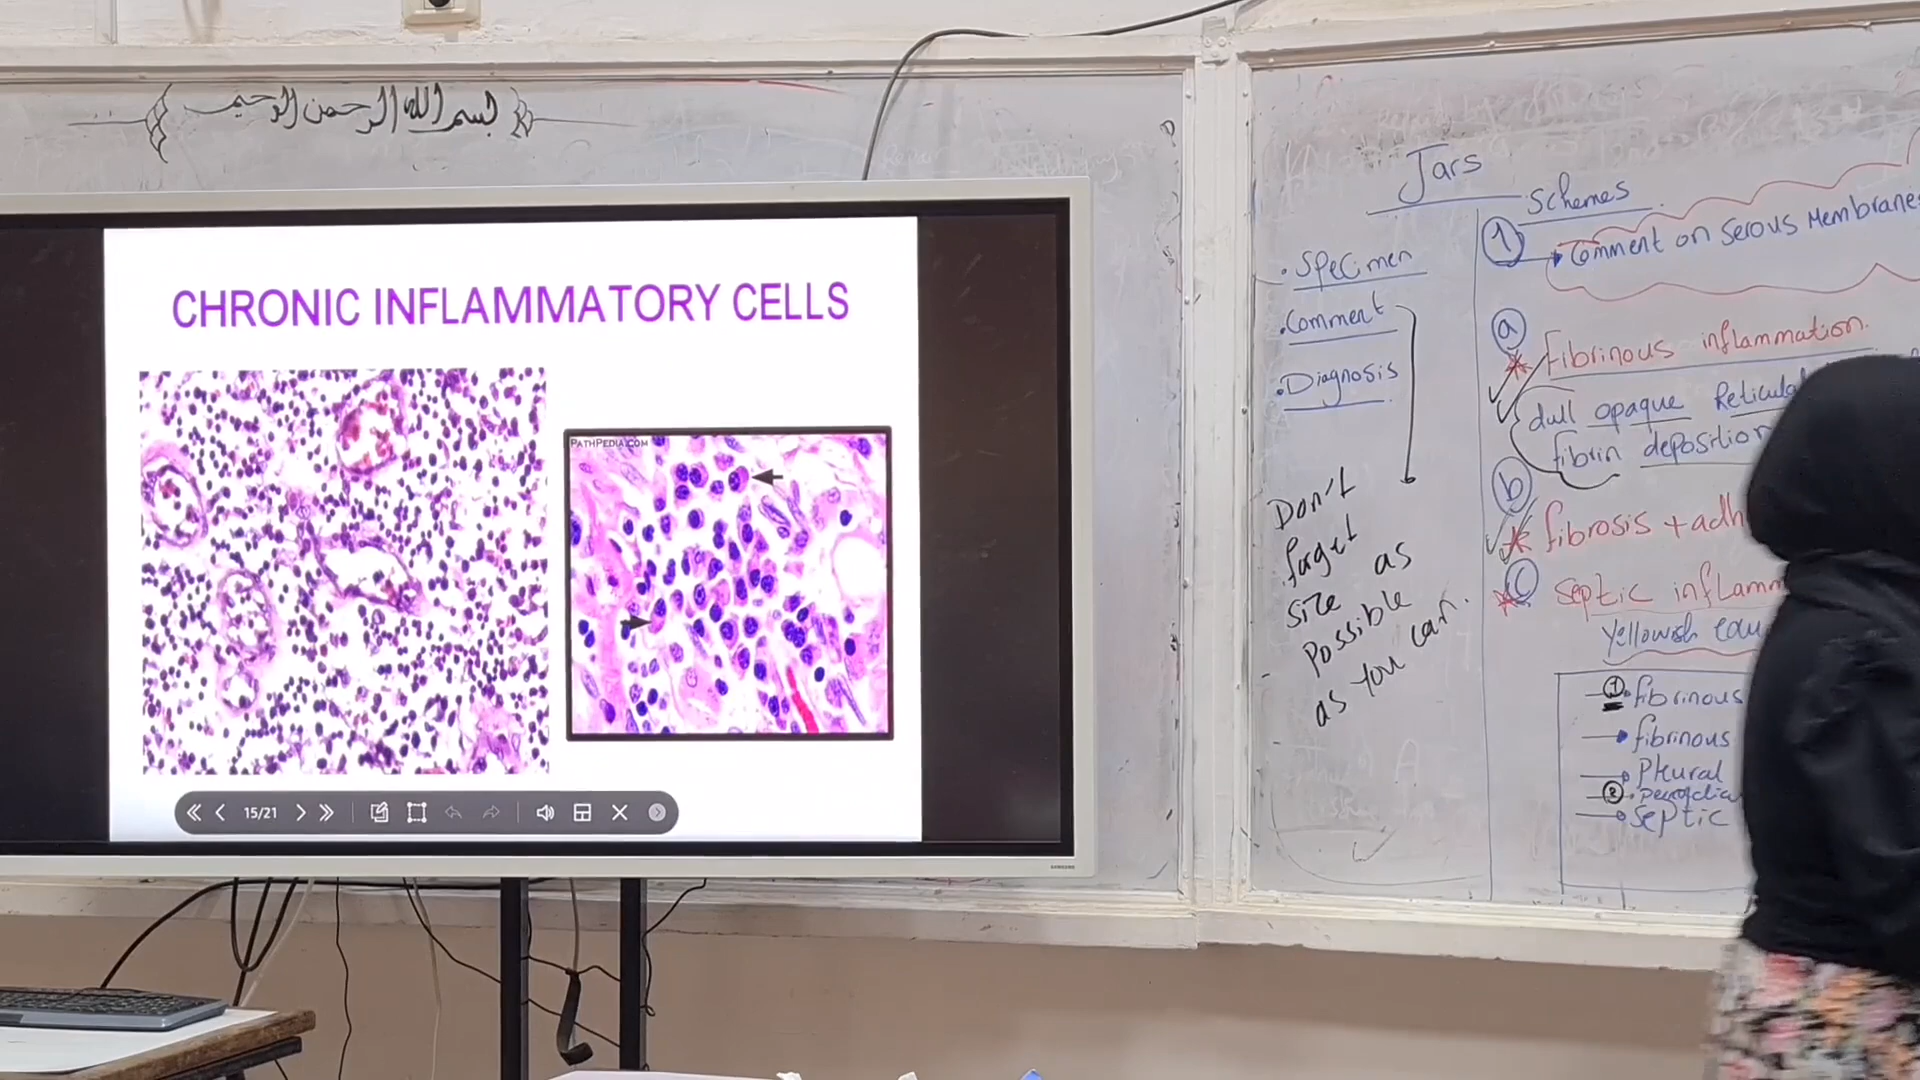 بسم الله الرحمن الرحيم
CHRONIC INFLAMMATORY CELLS
PATHPEDIA.COM
15/21
SAMSUNG
Jars
• Specimen
• Comment
• Diagnosis
Don't
forget
size as
Possible
as you can.
Schemes
1 Comment on Serous Membranes
a
Fibrinous inflammation.
dull opaque
fibrin deposition
b
fibrosis +
c
Septic
Yellowish
1 fibrinous
fibrinous
Pleural
2
Septic